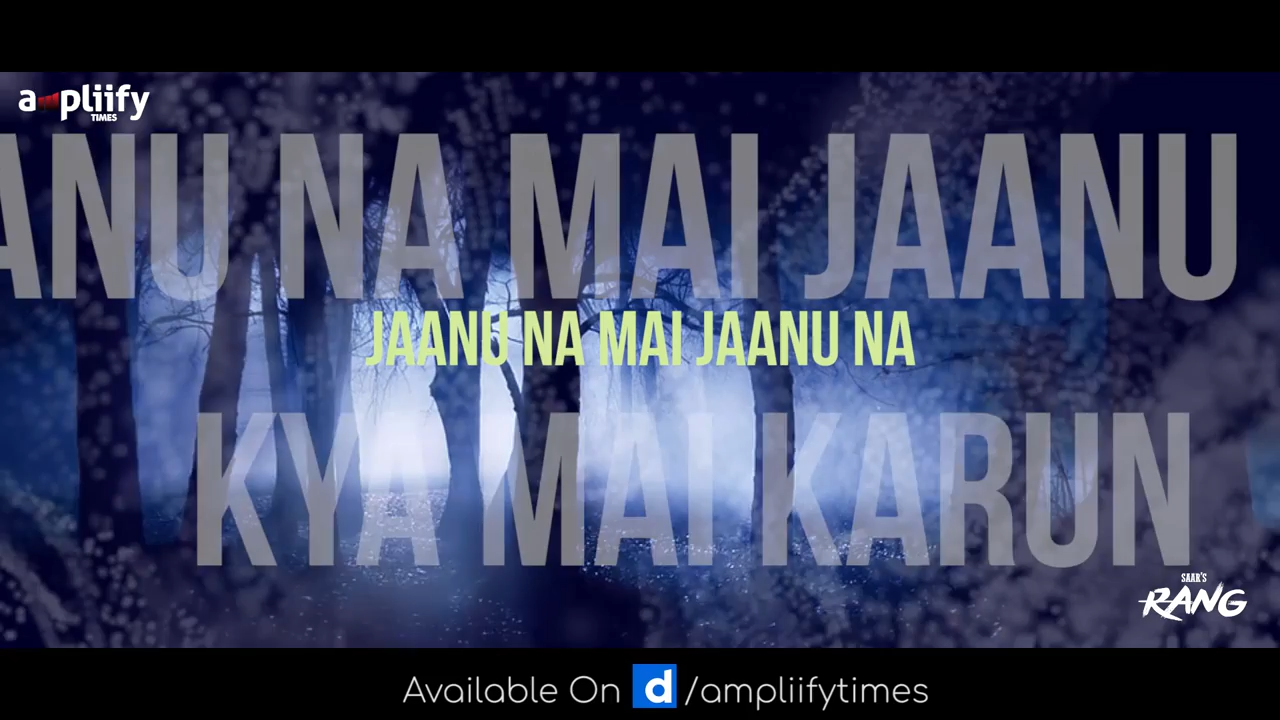 ampliify
TIMES
ANU NA MAI JAANU
JAANU NA MAI JAANU NA
KYA MAI KARUN
SAAR'S
RANG
Available On d /ampliifytimes